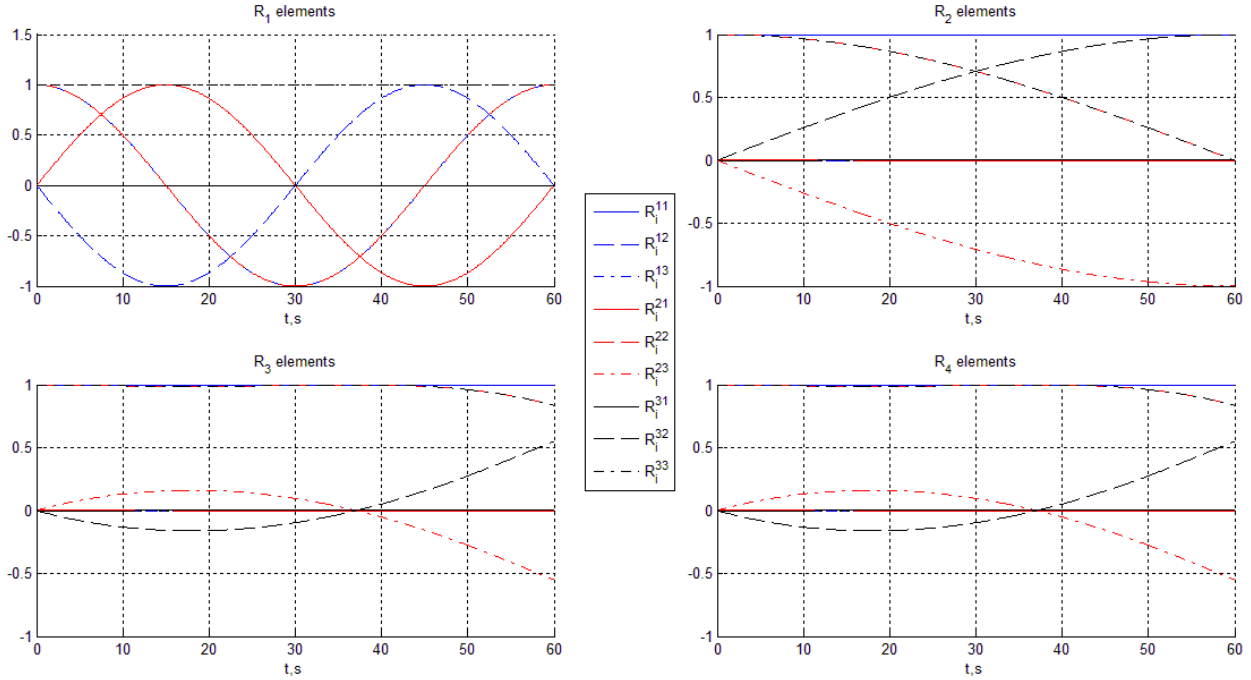 R₁ elements
1.5
1
0.5
0
-0.5
-1
0 10 20 30 40 50 60
t,s
R₂ elements
1
0.5
0
-0.5
-1
0 10 20 30 40 50 60
t,s
Rᵢ¹¹
Rᵢ¹²
Rᵢ¹³
Rᵢ²¹
Rᵢ²²
Rᵢ²³
Rᵢ³¹
Rᵢ³²
Rᵢ³³
R₃ elements
1
0.5
0
-0.5
-1
0 10 20 30 40 50 60
t,s
R₄ elements
1
0.5
0
-0.5
-1
0 10 20 30 40 50 60
t,s